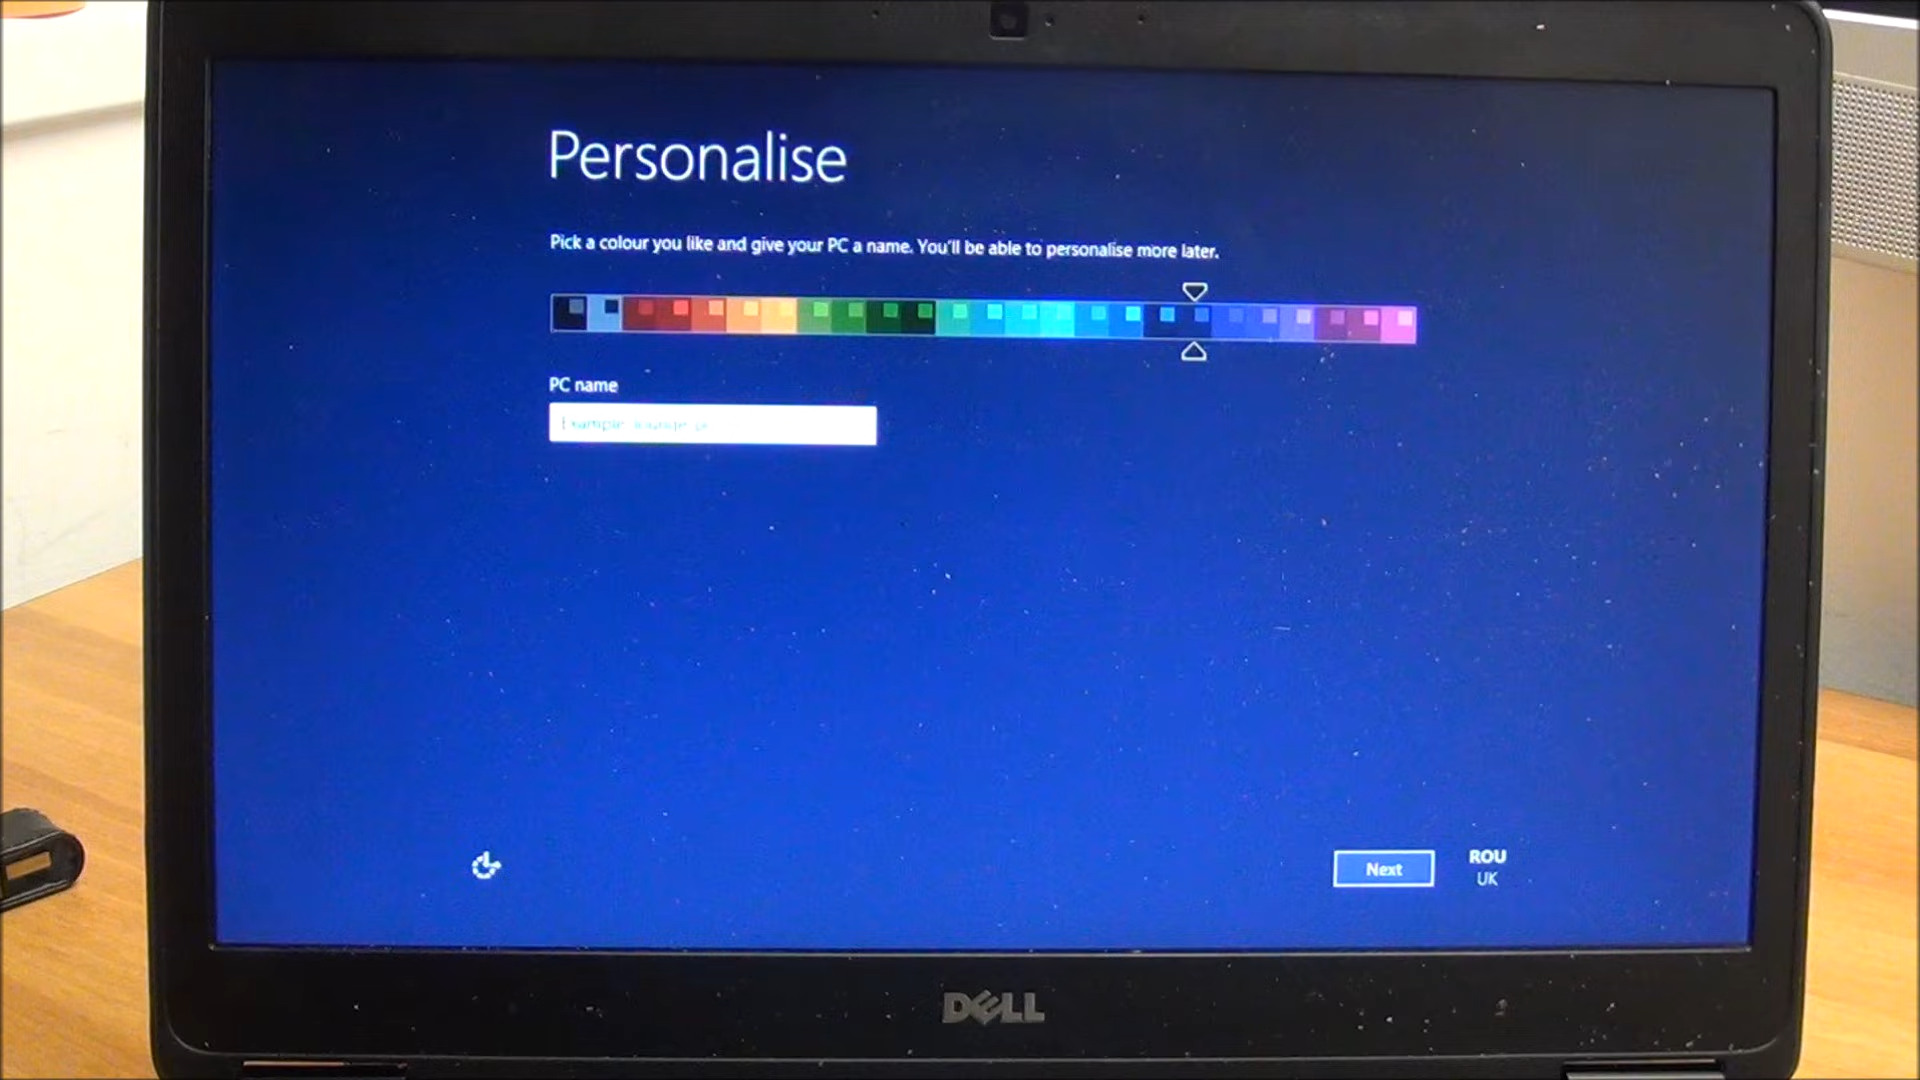 Personalise
Pick a colour you like and give your PC a name. You'll be able to personalise more later.
PC name
Example:
Next
ROU
UK
DELL